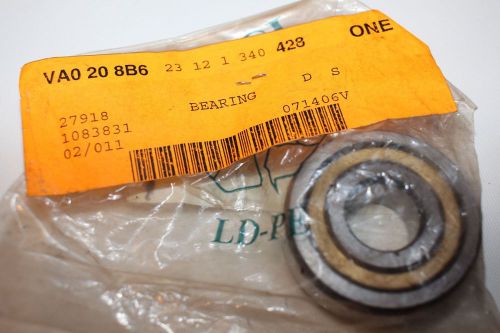 VA0 20 8B6 23 12 1 340 428 ONE
27918 BEARING D S
1083831 071406V
02/011
LD-PE